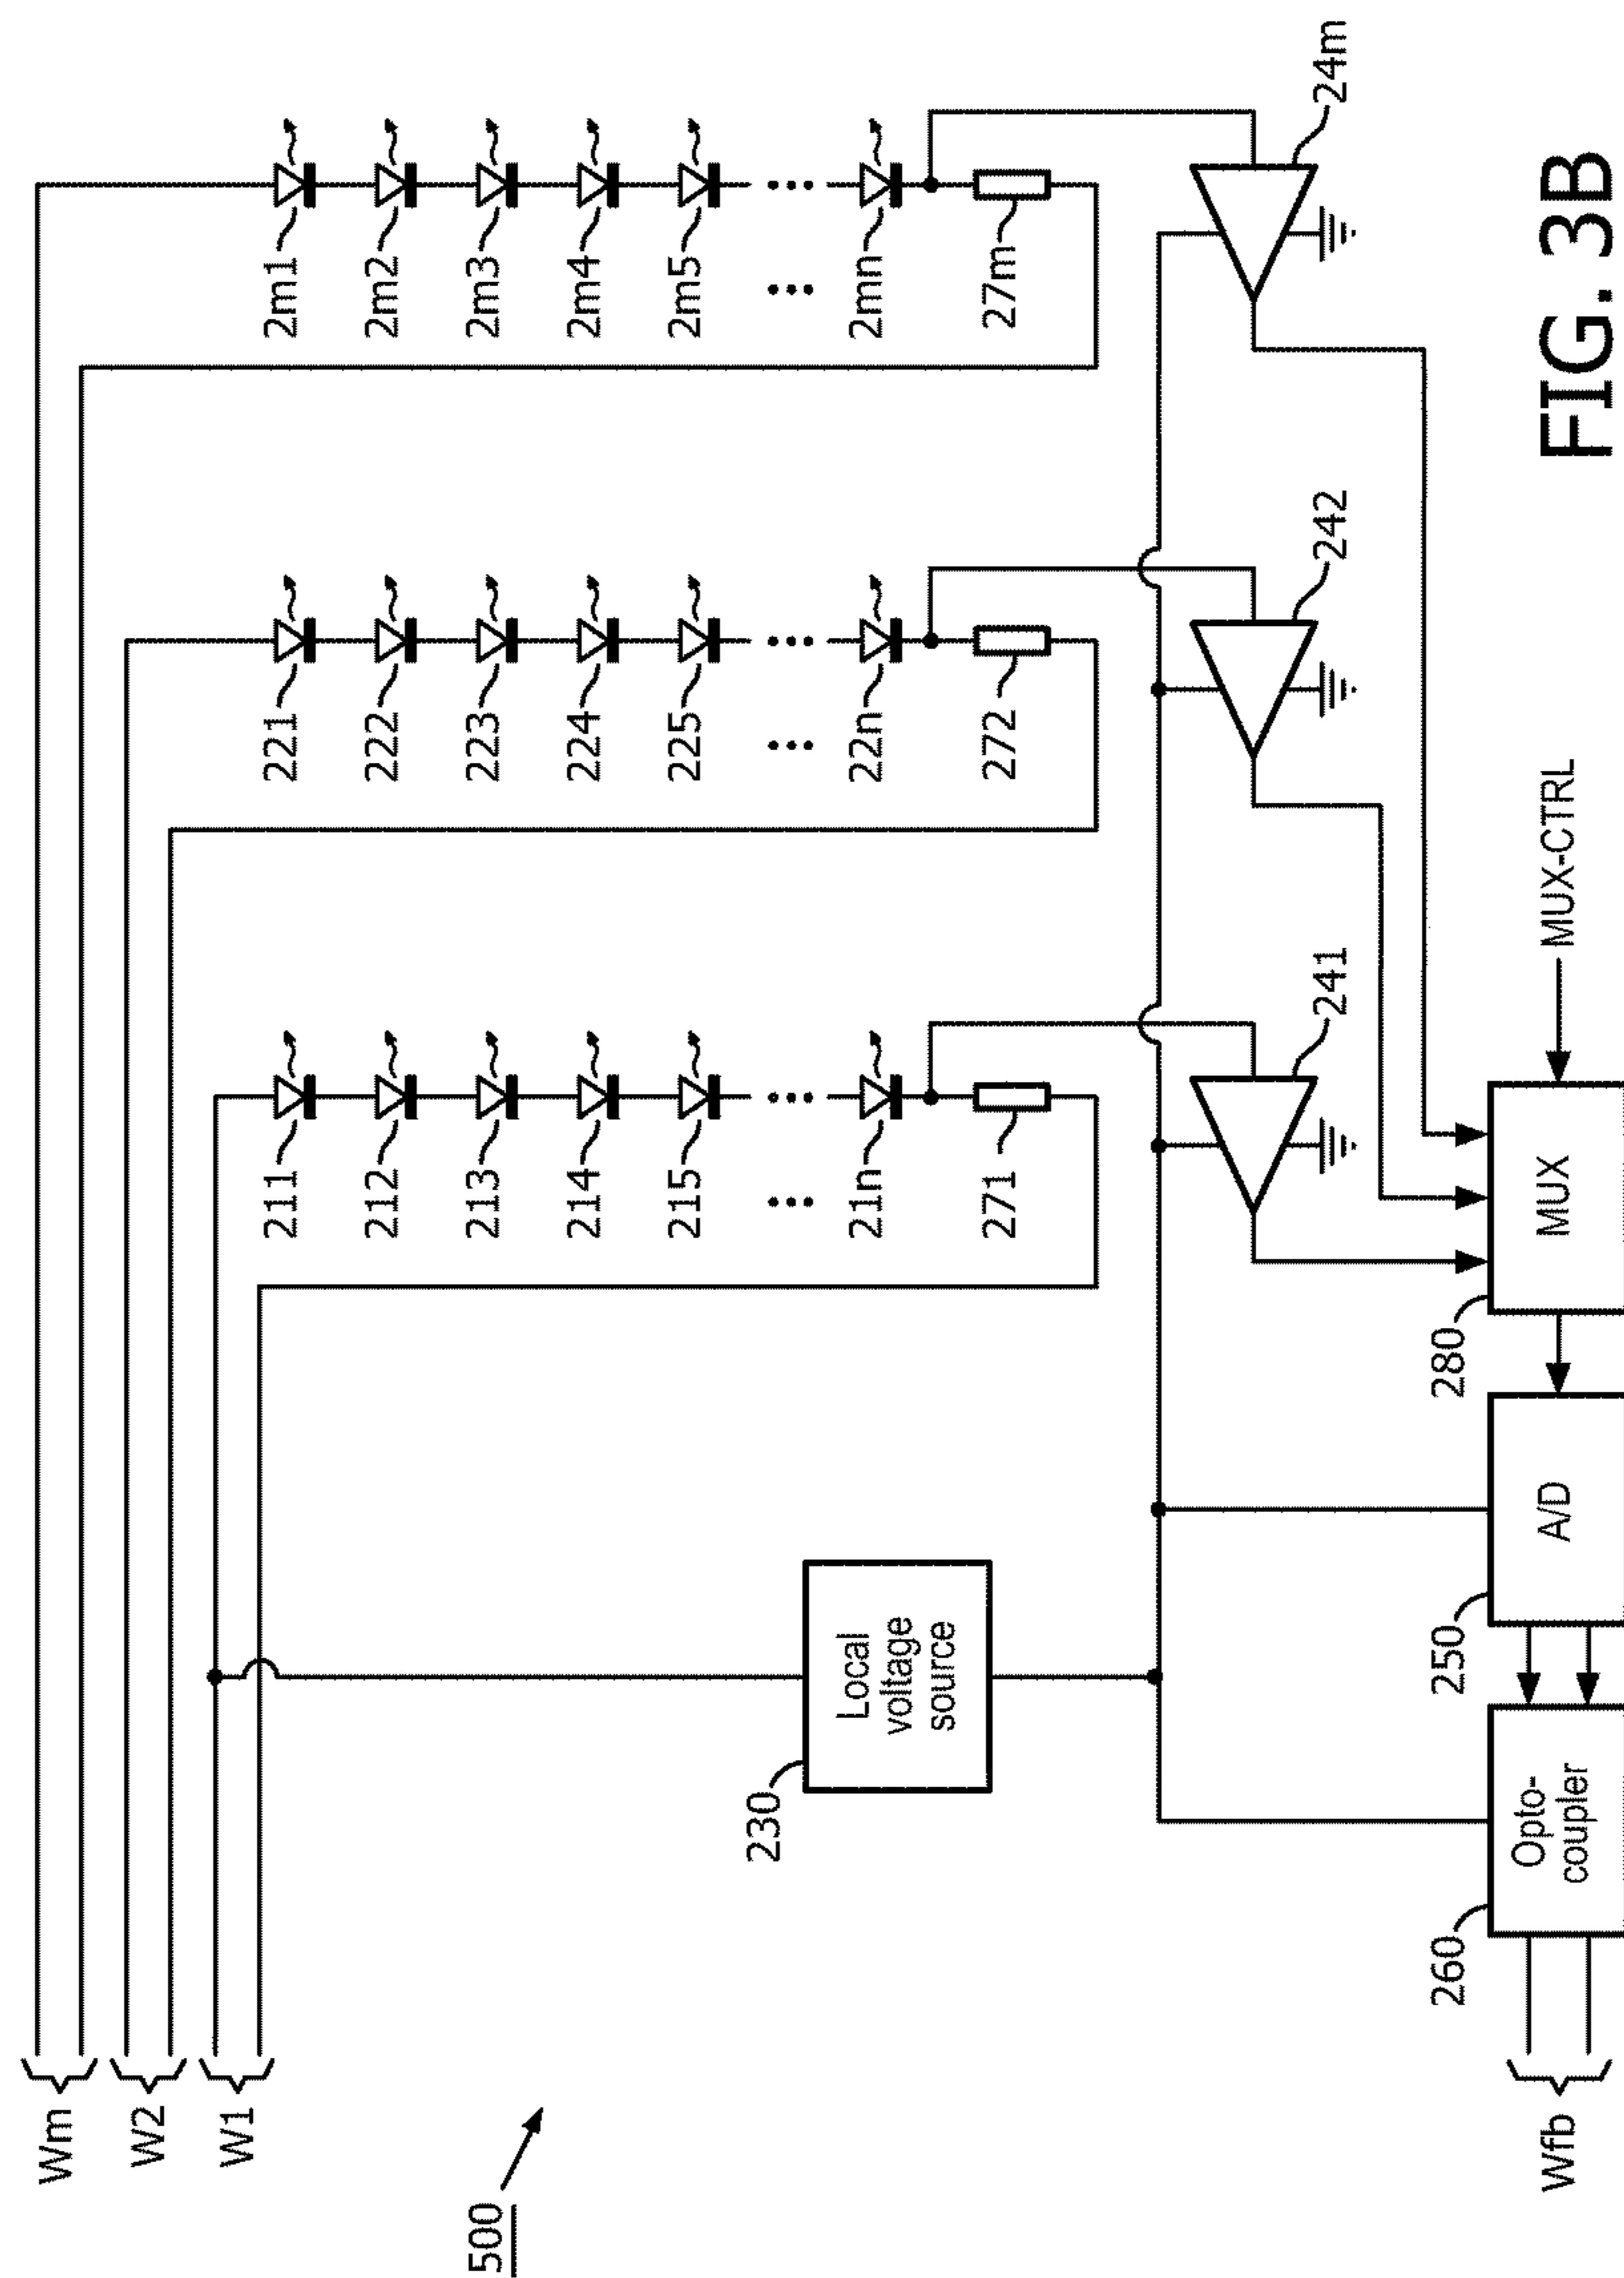 Wm
W2
W1
500
211
212
213
214
215
21n
271
221
222
223
224
225
22n
272
2m1
2m2
2m3
2m4
2m5
2mn
27m
230
Local
voltage
source
241
242
24m
260
Opto-
coupler
250
A/D
280
MUX
MUX-CTRL
Wfb
FIG. 3B